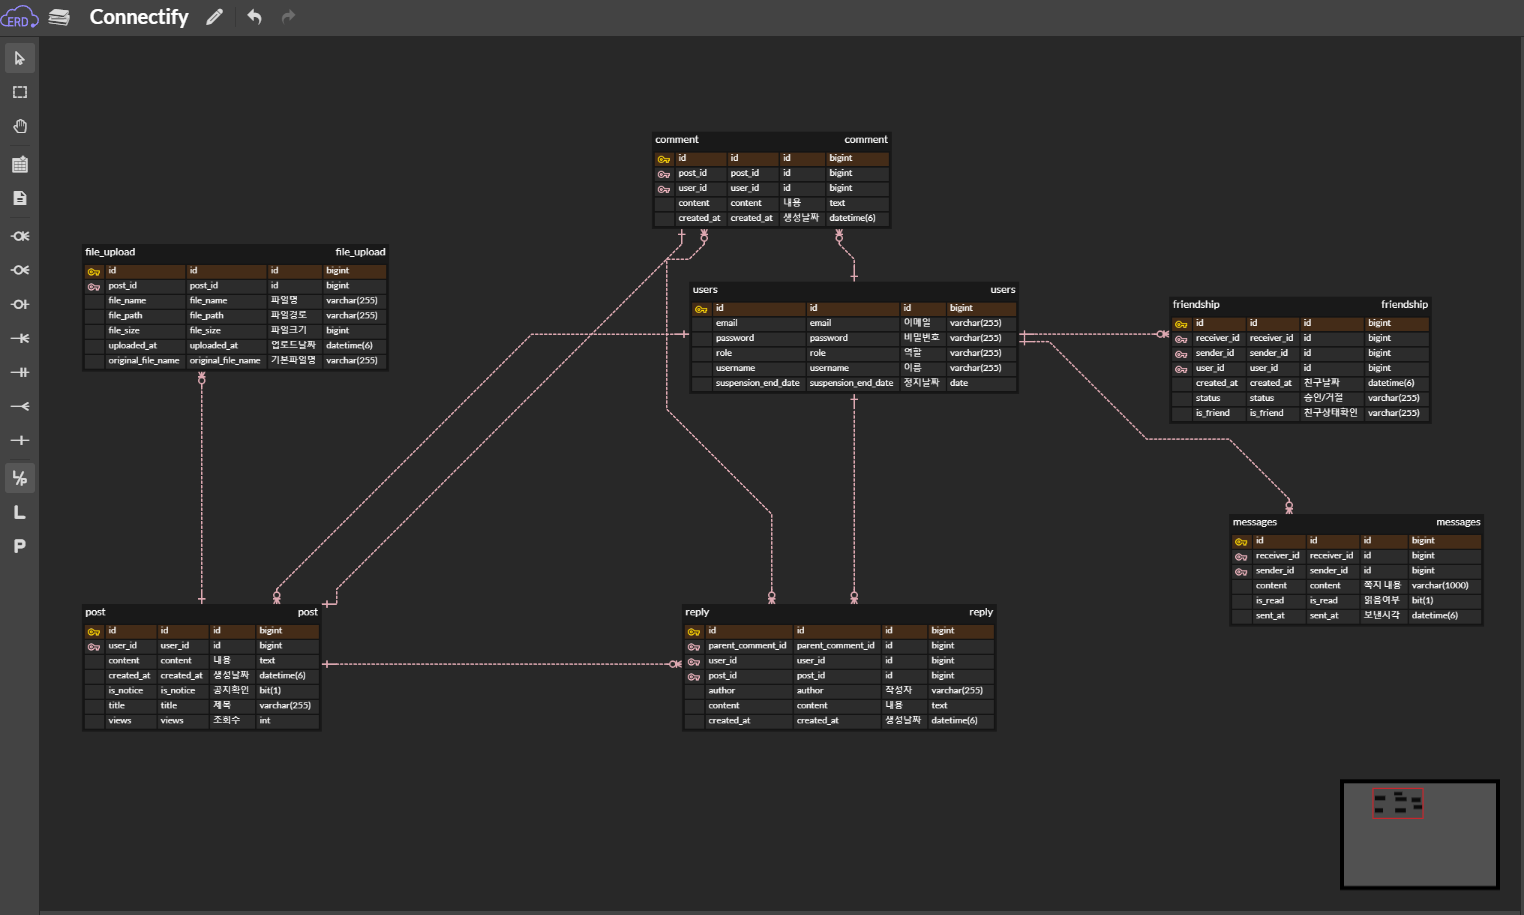 ERD
Connectify
L/P
L
P
comment comment
id id id bigint
post_id post_id id bigint
user_id user_id id bigint
content content 내용 text
created_at created_at 생성날짜 datetime(6)
file_upload file_upload
id id id bigint
post_id post_id id bigint
file_name file_name 파일명 varchar(255)
file_path file_path 파일경로 varchar(255)
file_size file_size 파일크기 bigint
uploaded_at uploaded_at 업로드날짜 datetime(6)
original_file_name original_file_name 기본파일명 varchar(255)
users users
id id id bigint
email email 이메일 varchar(255)
password password 비밀번호 varchar(255)
role role 역할 varchar(255)
username username 이름 varchar(255)
suspension_end_date suspension_end_date 정지날짜 date
friendship friendship
id id id bigint
receiver_id receiver_id id bigint
sender_id sender_id id bigint
user_id user_id id bigint
created_at created_at 친구날짜 datetime(6)
status status 승인/거절 varchar(255)
is_friend is_friend 친구상태확인 varchar(255)
messages messages
id id id bigint
receiver_id receiver_id id bigint
sender_id sender_id id bigint
content content 쪽지 내용 varchar(1000)
is_read is_read 읽음여부 bit(1)
sent_at sent_at 보낸시각 datetime(6)
post post
id id id bigint
user_id user_id id bigint
content content 내용 text
created_at created_at 생성날짜 datetime(6)
is_notice is_notice 공지확인 bit(1)
title title 제목 varchar(255)
views views 조회수 int
reply reply
id id id bigint
parent_comment_id parent_comment_id id bigint
user_id user_id id bigint
post_id post_id id bigint
author author 작성자 varchar(255)
content content 내용 text
created_at created_at 생성날짜 datetime(6)